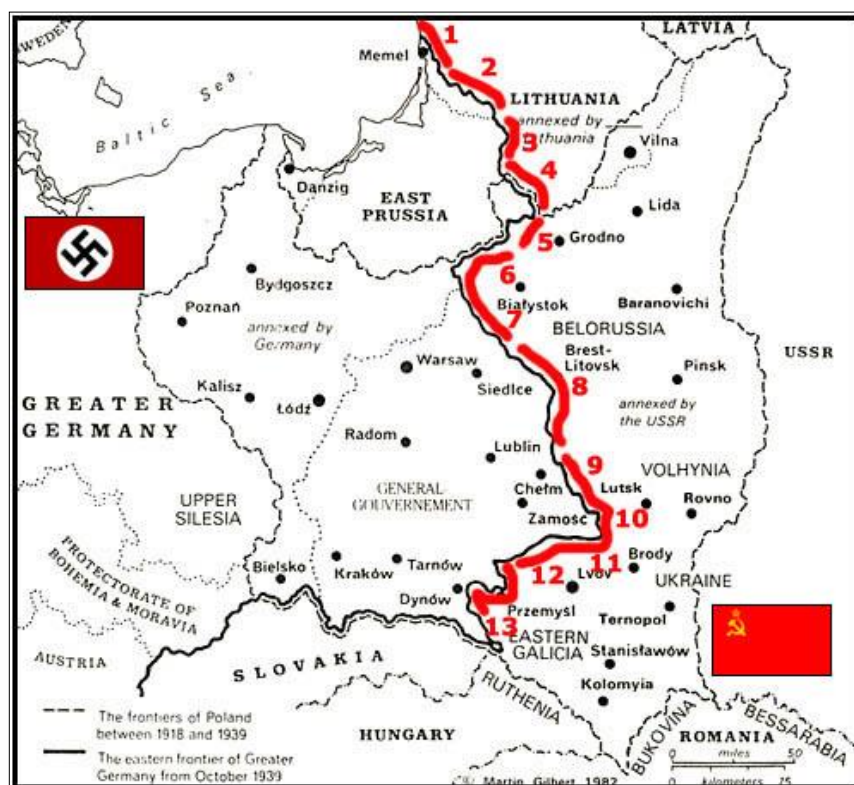 SWEDEN
LATVIA
1
Memel
2
Baltic Sea
LITHUANIA
annexed by
Lithuania
3
Vilna
4
Danzig
EAST
PRUSSIA
Lida
5
Grodno
6
Bydgoszcz
Białystok
Baranovichi
Poznań
annexed by
Germany
7
BELORUSSIA
Warsaw
Brest-
Litovsk
USSR
Siedlce
Pinsk
Kalisz
8
GREATER
GERMANY
Łódź
annexed by
the USSR
Radom
Lublin
9
VOLHYNIA
GENERAL-
GOUVERNEMENT
Chełm
Lutsk
UPPER
SILESIA
Zamość
10
Rovno
PROTECTORATE OF
BOHEMIA & MORAVIA
Bielsko
Kraków
Tarnów
12
11
Brody
Lvov
UKRAINE
Dynów
Przemyśl
13
Ternopol
EASTERN
GALICIA
AUSTRIA
SLOVAKIA
Stanisławów
RUTHENIA
Kolomyia
The frontiers of Poland
between 1918 and 1939
HUNGARY
BUKOVINA
ROMANIA
BESSARABIA
The eastern frontier of Greater
Germany from October 1939
0 miles 50
© Martin Gilbert 1982
0 kilometers 75